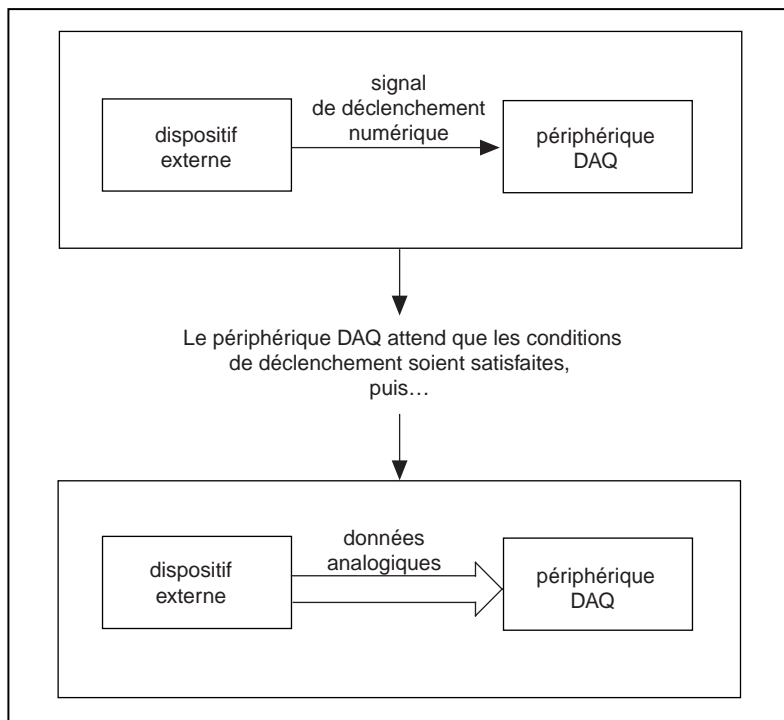 signal
de déclenchement
numérique
dispositif
externe
périphérique
DAQ
Le périphérique DAQ attend que les conditions
de déclenchement soient satisfaites,
puis…
données
analogiques
dispositif
externe
périphérique
DAQ